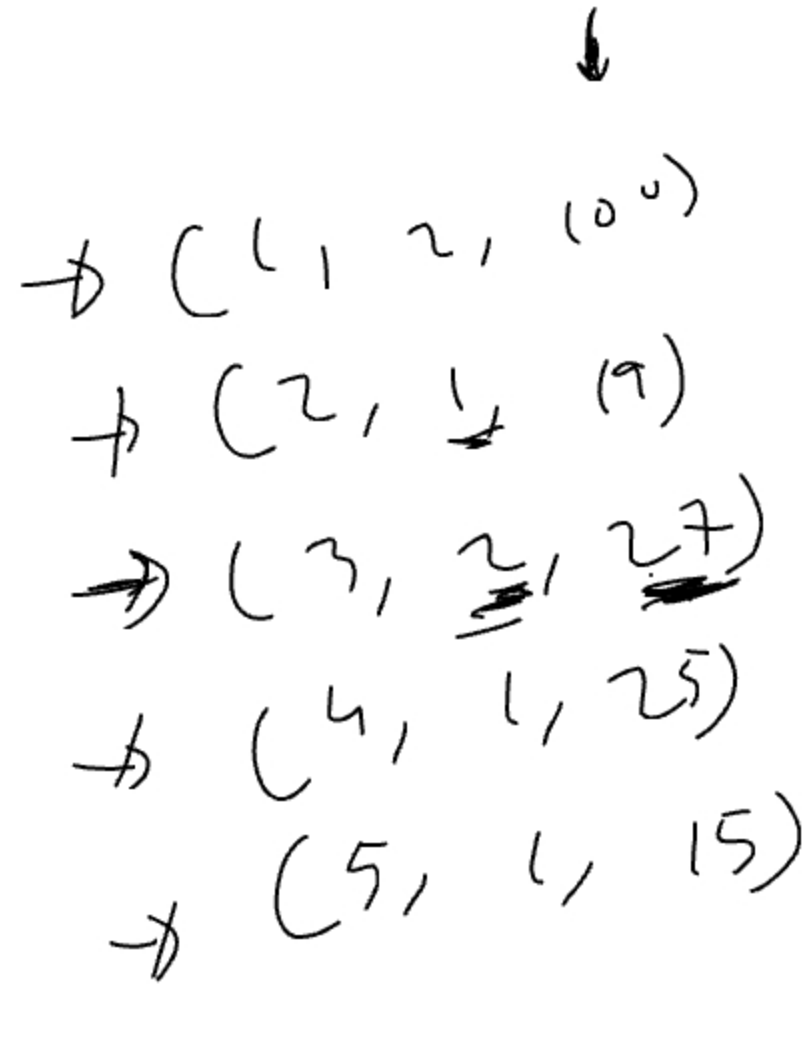 → (1, 2, 100)
→ (2, 1, 19)
→ (3, 2, 27)
→ (4, 1, 25)
→ (5, 1, 15)